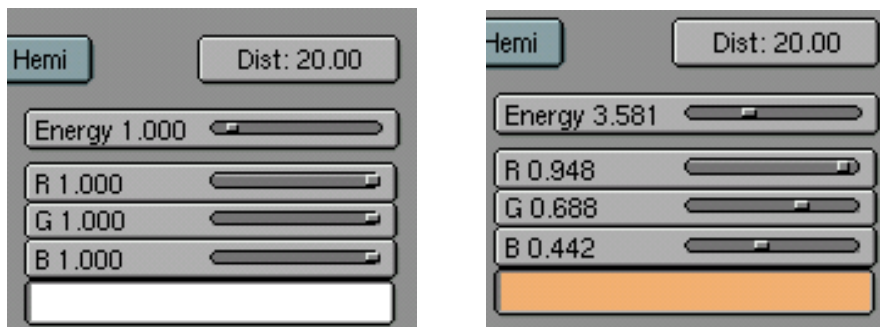 Hemi
Dist: 20.00
Energy 1.000
R 1.000
G 1.000
B 1.000
Hemi
Dist: 20.00
Energy 3.581
R 0.948
G 0.688
B 0.442